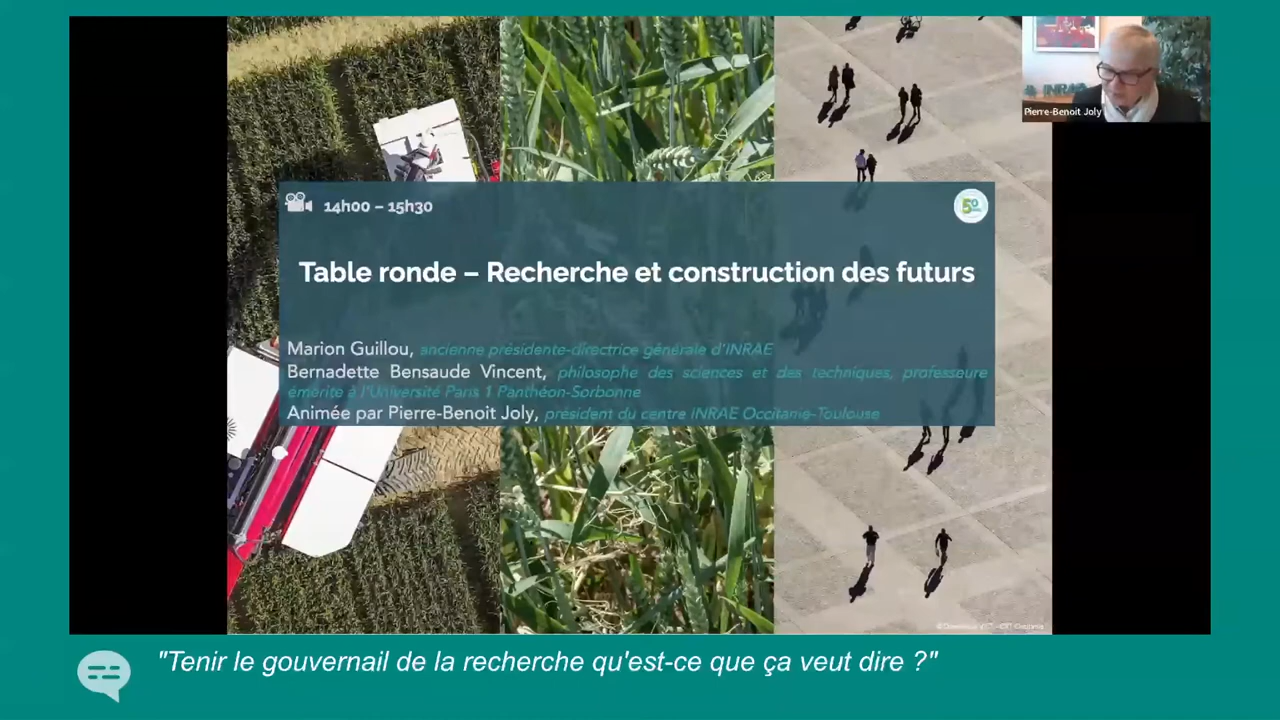 INRAE
Pierre-Benoit Joly
14h00 – 15h30
50
Table ronde – Recherche et construction des futurs
Marion Guillou, ancienne présidente-directrice générale d'INRAE
Bernadette Bensaude Vincent, philosophe des sciences et des techniques, professeure
émérite à l'Université Paris 1 Panthéon-Sorbonne
Animée par Pierre-Benoit Joly, président du centre INRAE Occitanie-Toulouse
"Tenir le gouvernail de la recherche qu'est-ce que ça veut dire ?"